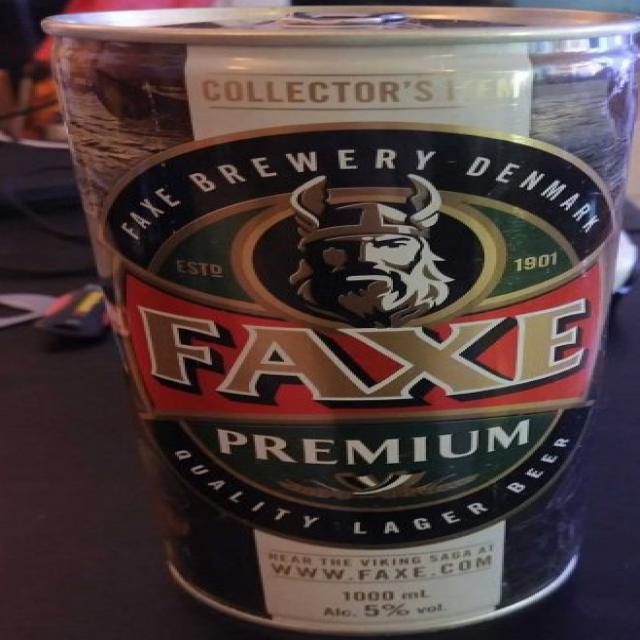 COLLECTOR'S ITEM
FAXE BREWERY DENMARK
ESTD 1901
FAXE
PREMIUM
QUALITY LAGER BEER
HEAR THE VIKING SAGA AT
WWW.FAXE.COM
1000 mL
Alc. 5% vol.